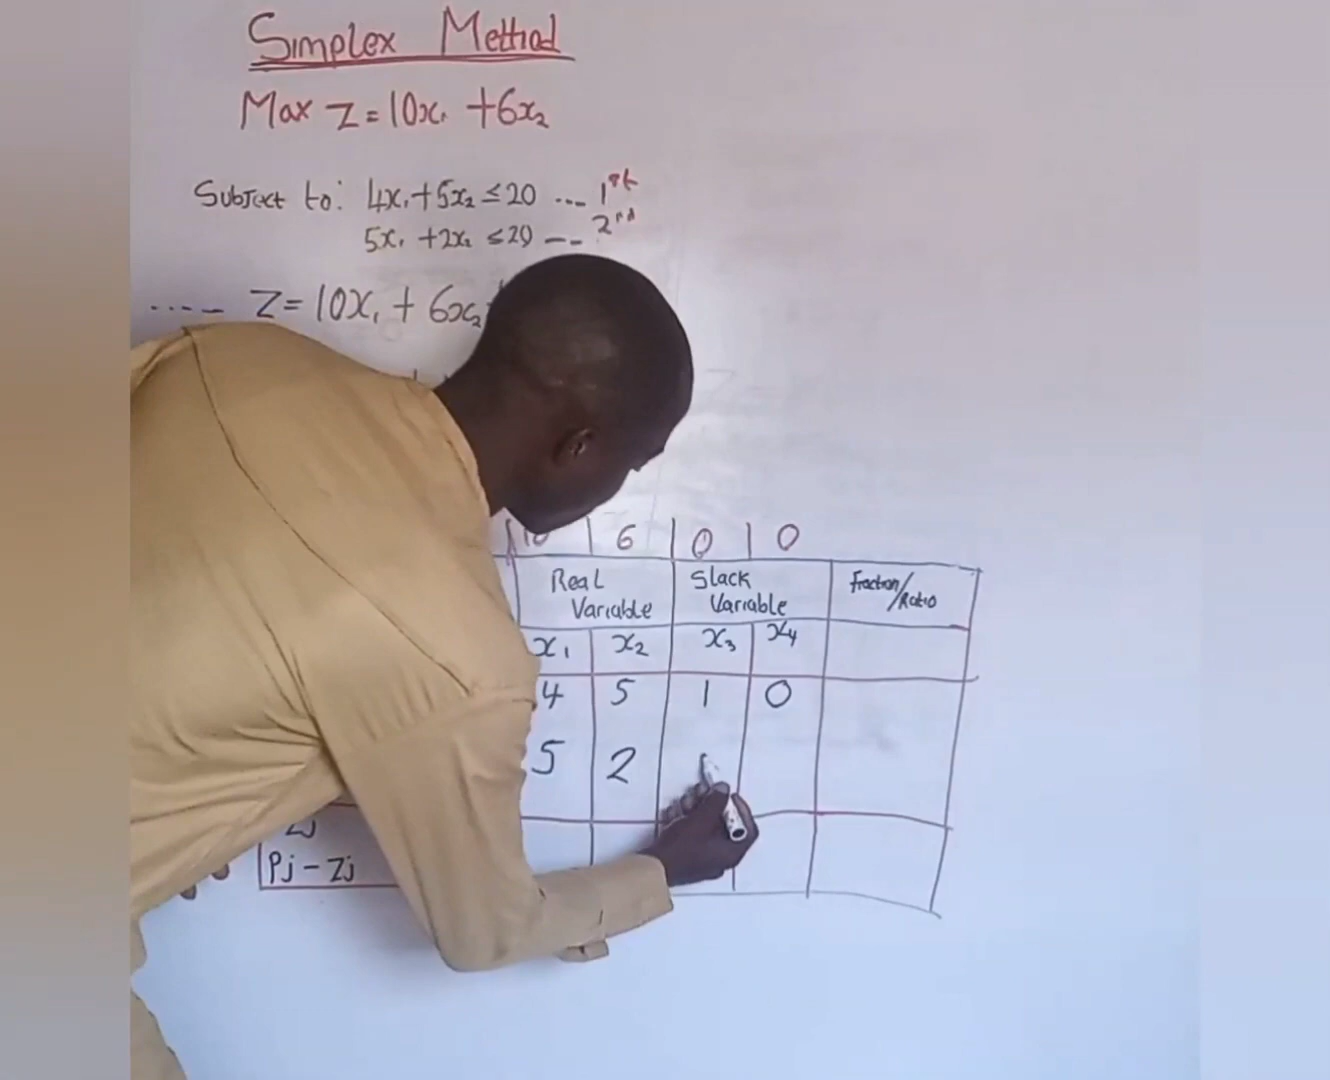 Simplex Method
Max Z = 10x₁ + 6x₂
Subject to: 4x₁ + 5x₂ ≤ 20 ---- 1st
5x₁ + 2x₂ ≤ 20 --- 2nd
----- Z = 10x₁ + 6x₂
10 6 0 0
Real Variable Slack Variable Fraction/Ratio
x₁ x₂ x₃ x₄
4 5 1 0
5 2
Zj
Pj - Zj